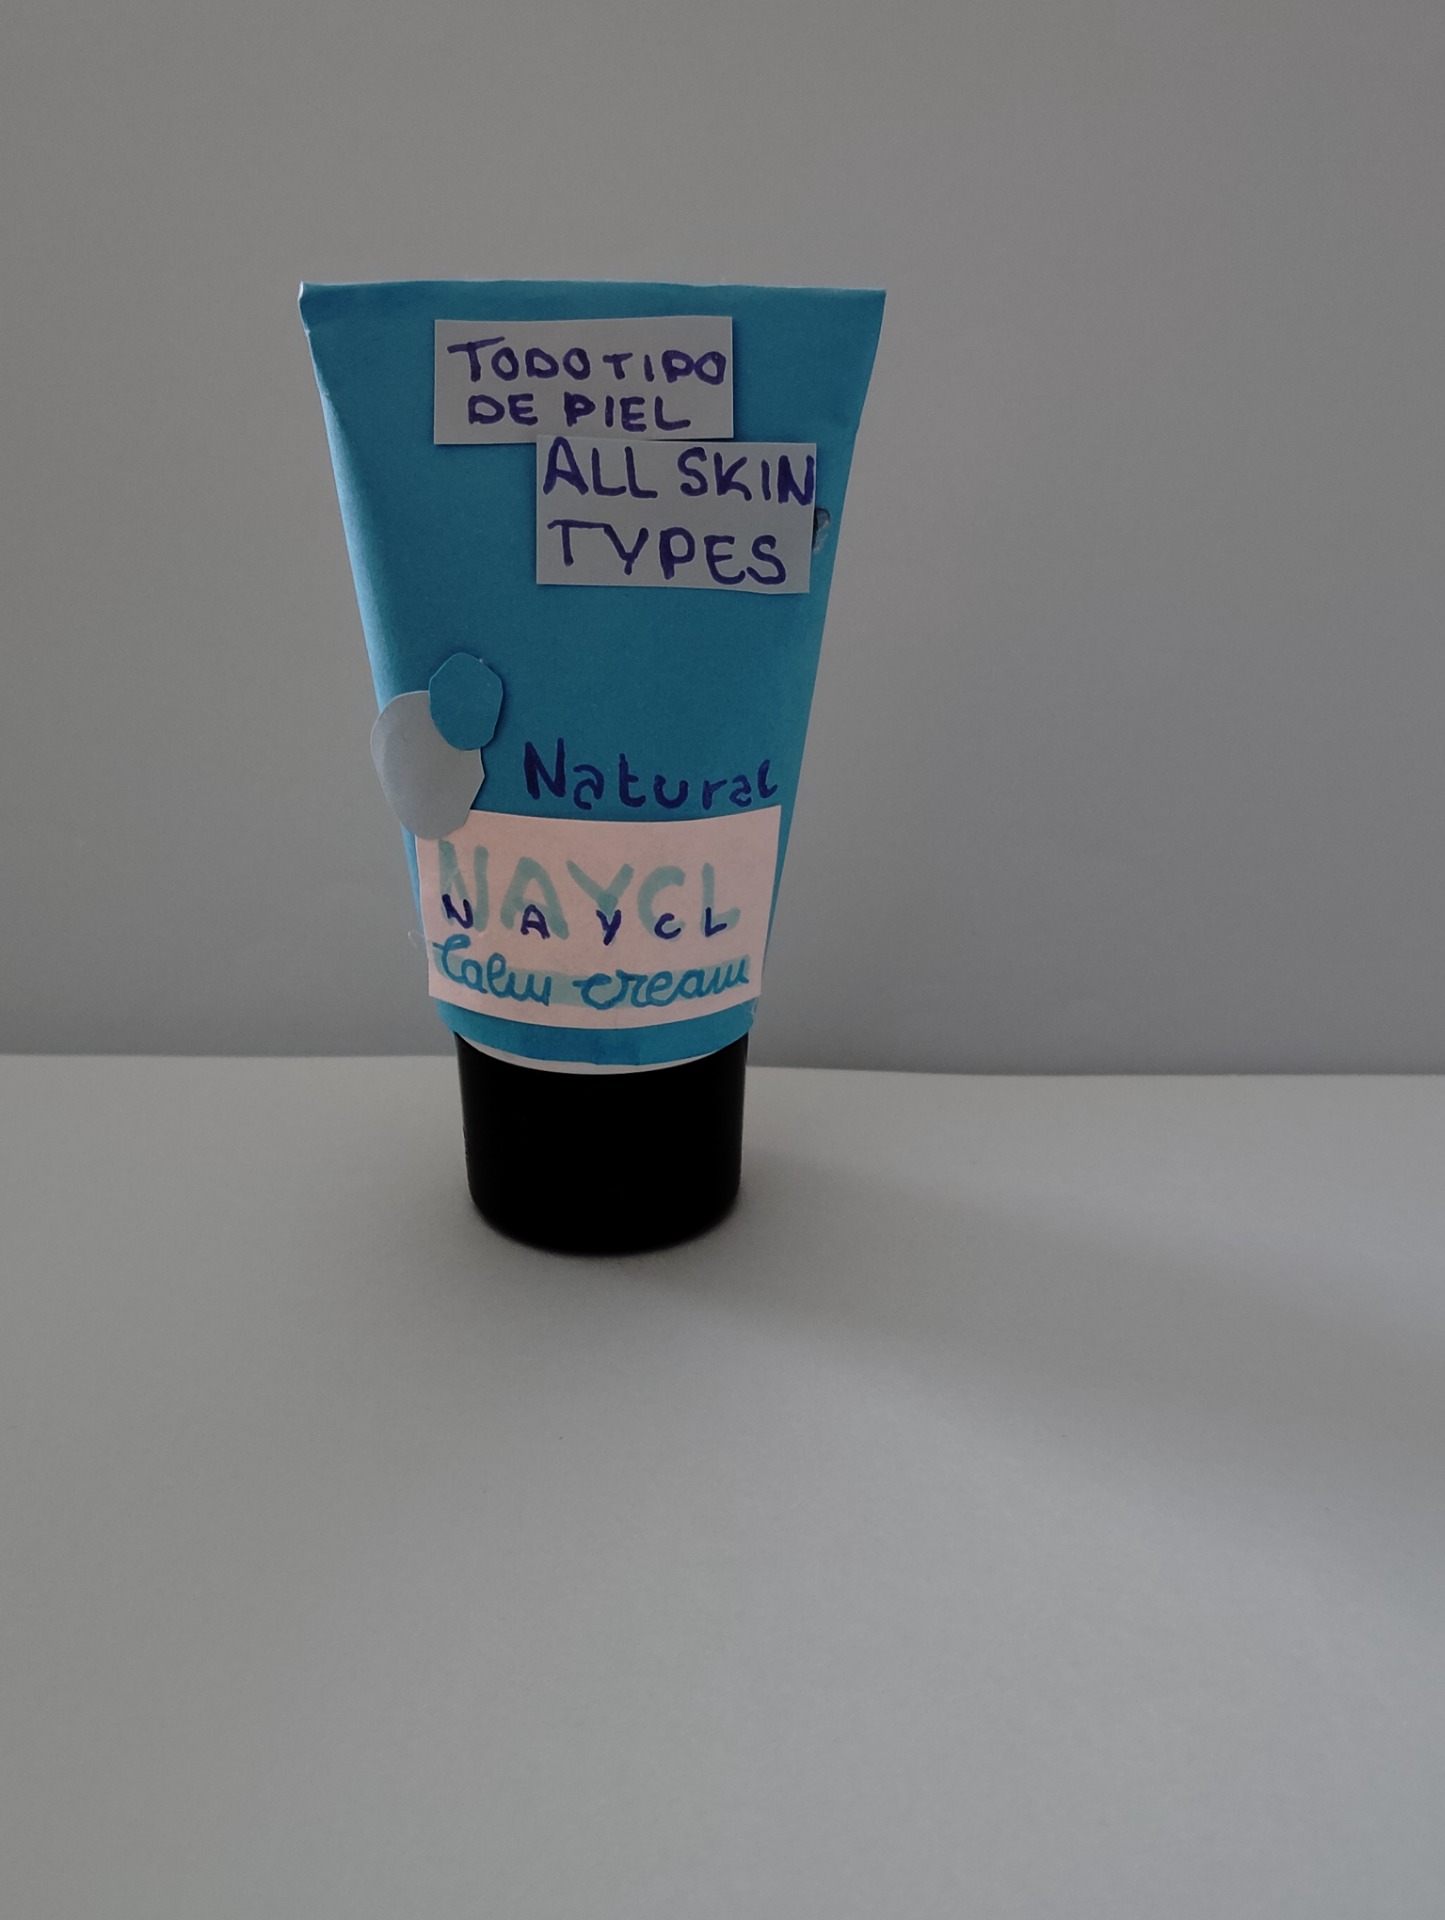 TODO TIPO
DE PIEL
ALL SKIN
TYPES
Natural
NAYCL
NAYCL
Calm cream